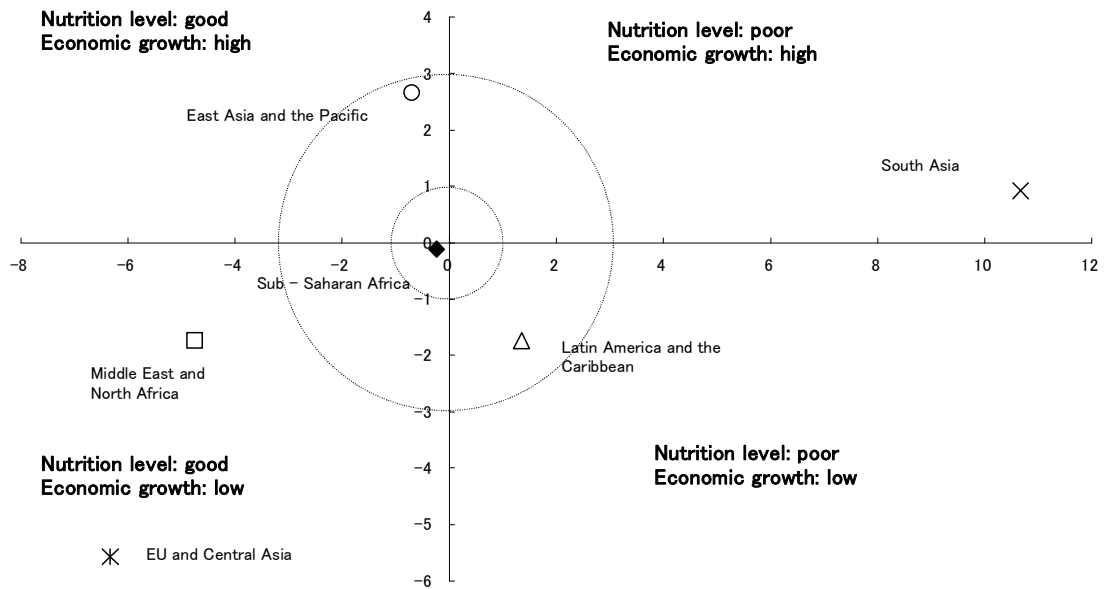 Nutrition level: good
Economic growth: high
Nutrition level: poor
Economic growth: high
4
3
2
1
0
-1
-2
-3
-4
-5
-6
-8
-6
-4
-2
0
2
4
6
8
10
12
East Asia and the Pacific
South Asia
Sub - Saharan Africa
Latin America and the
Caribbean
Middle East and
North Africa
Nutrition level: good
Economic growth: low
Nutrition level: poor
Economic growth: low
EU and Central Asia